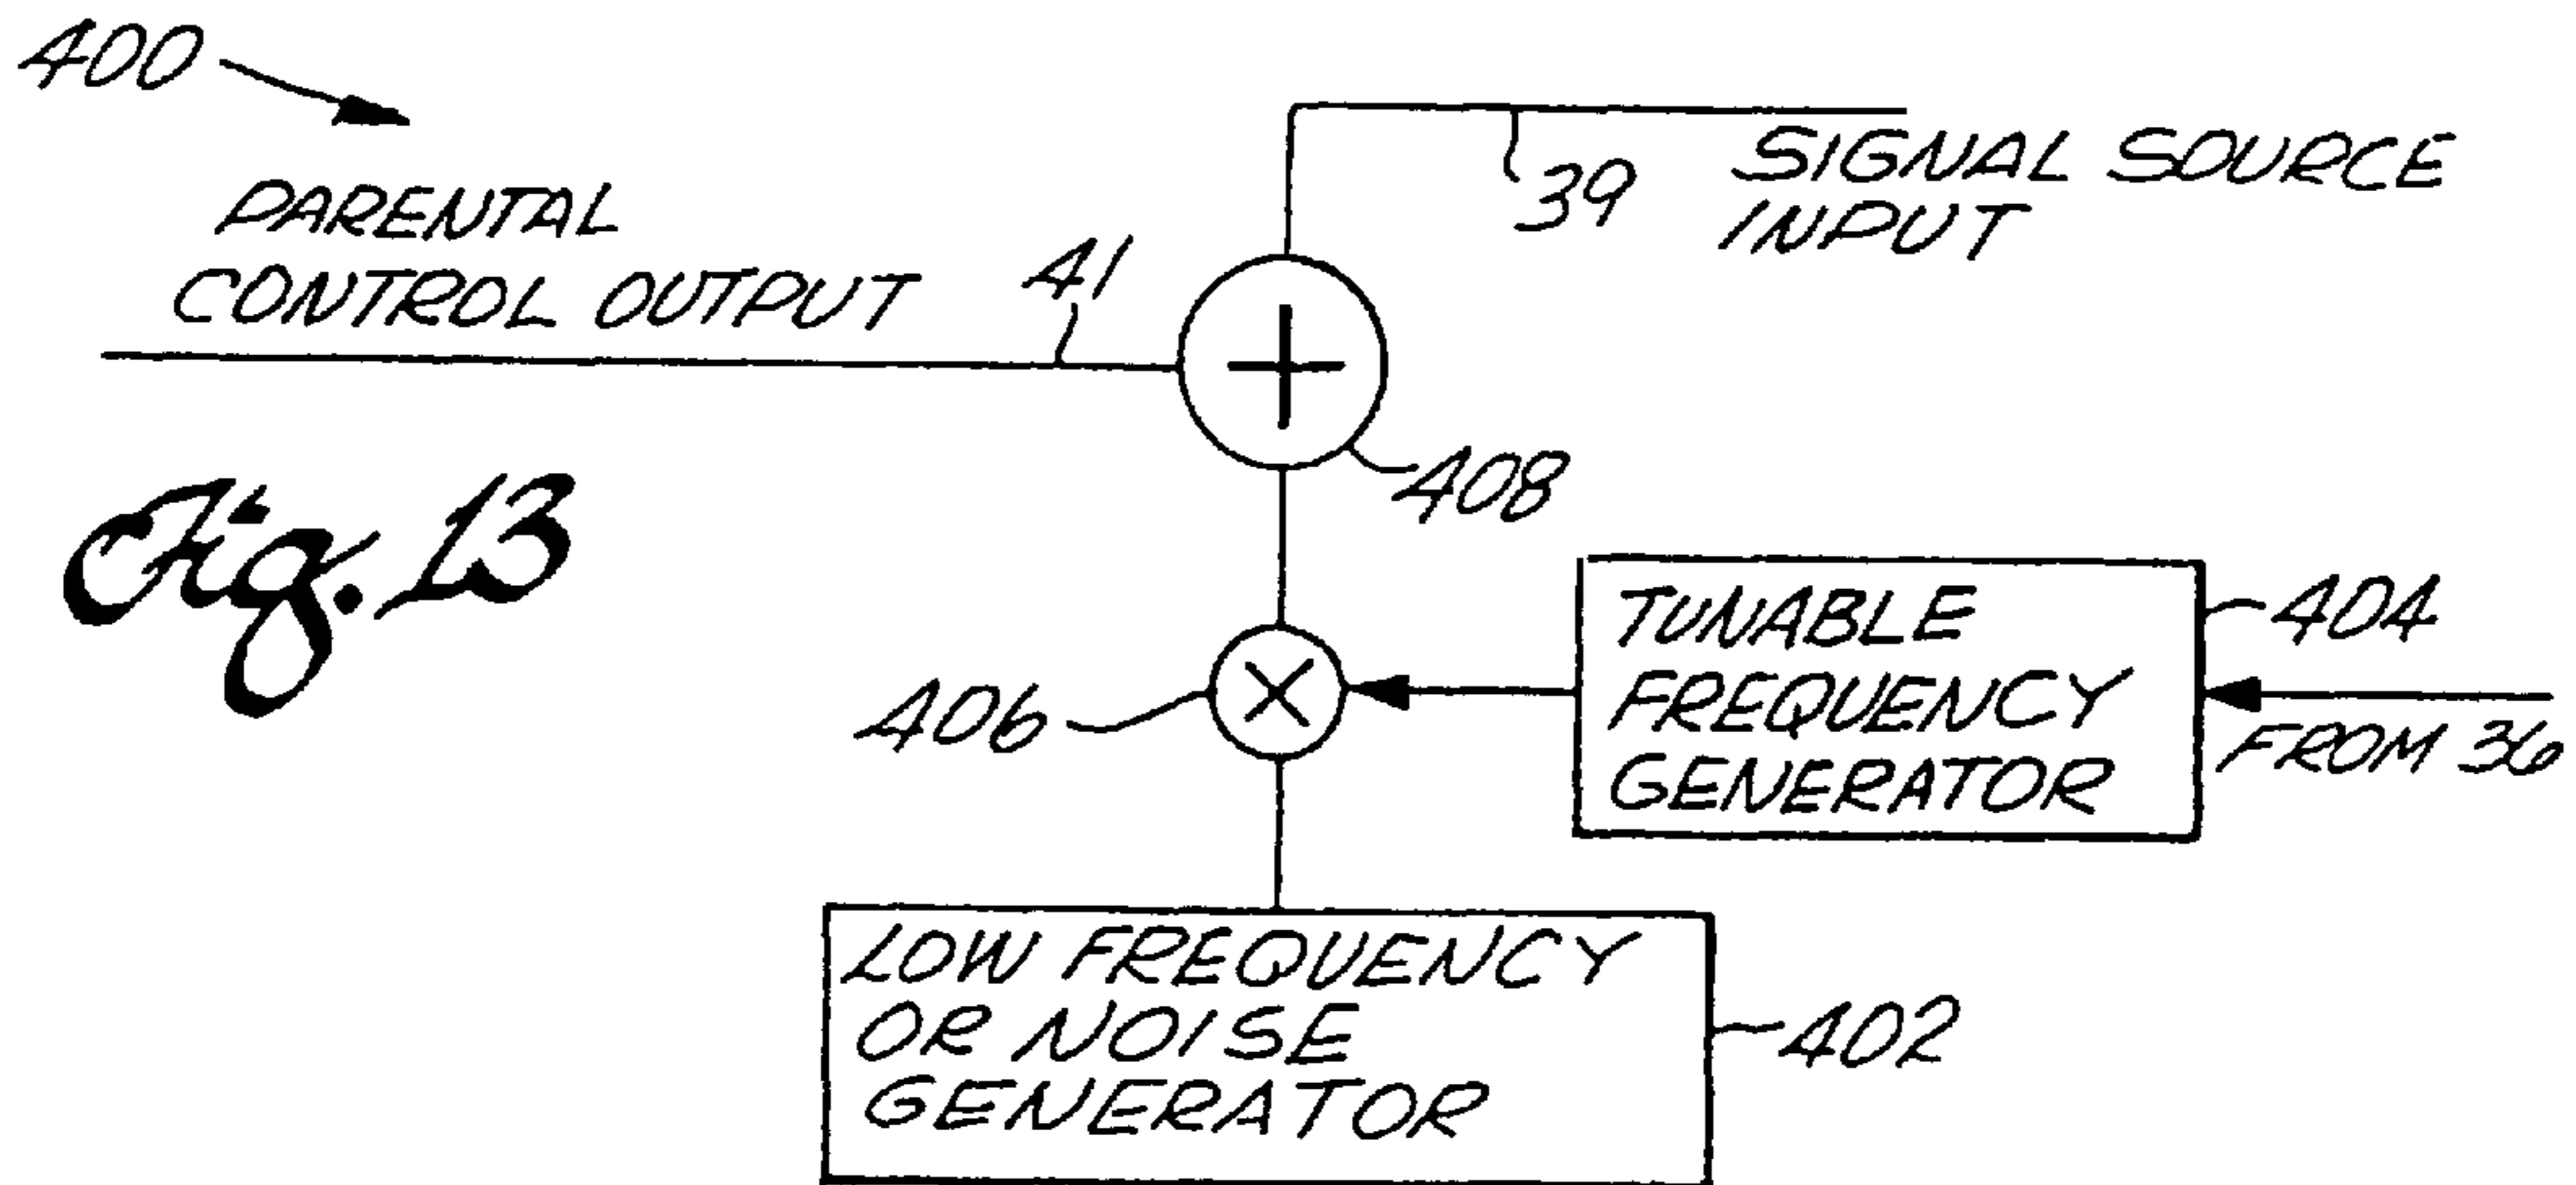 400
PARENTAL
CONTROL OUTPUT
41
39
SIGNAL SOURCE
INPUT
+
408
Fig. 13
406
×
TUNABLE
FREQUENCY
GENERATOR
404
FROM 36
LOW FREQUENCY
OR NOISE
GENERATOR
402